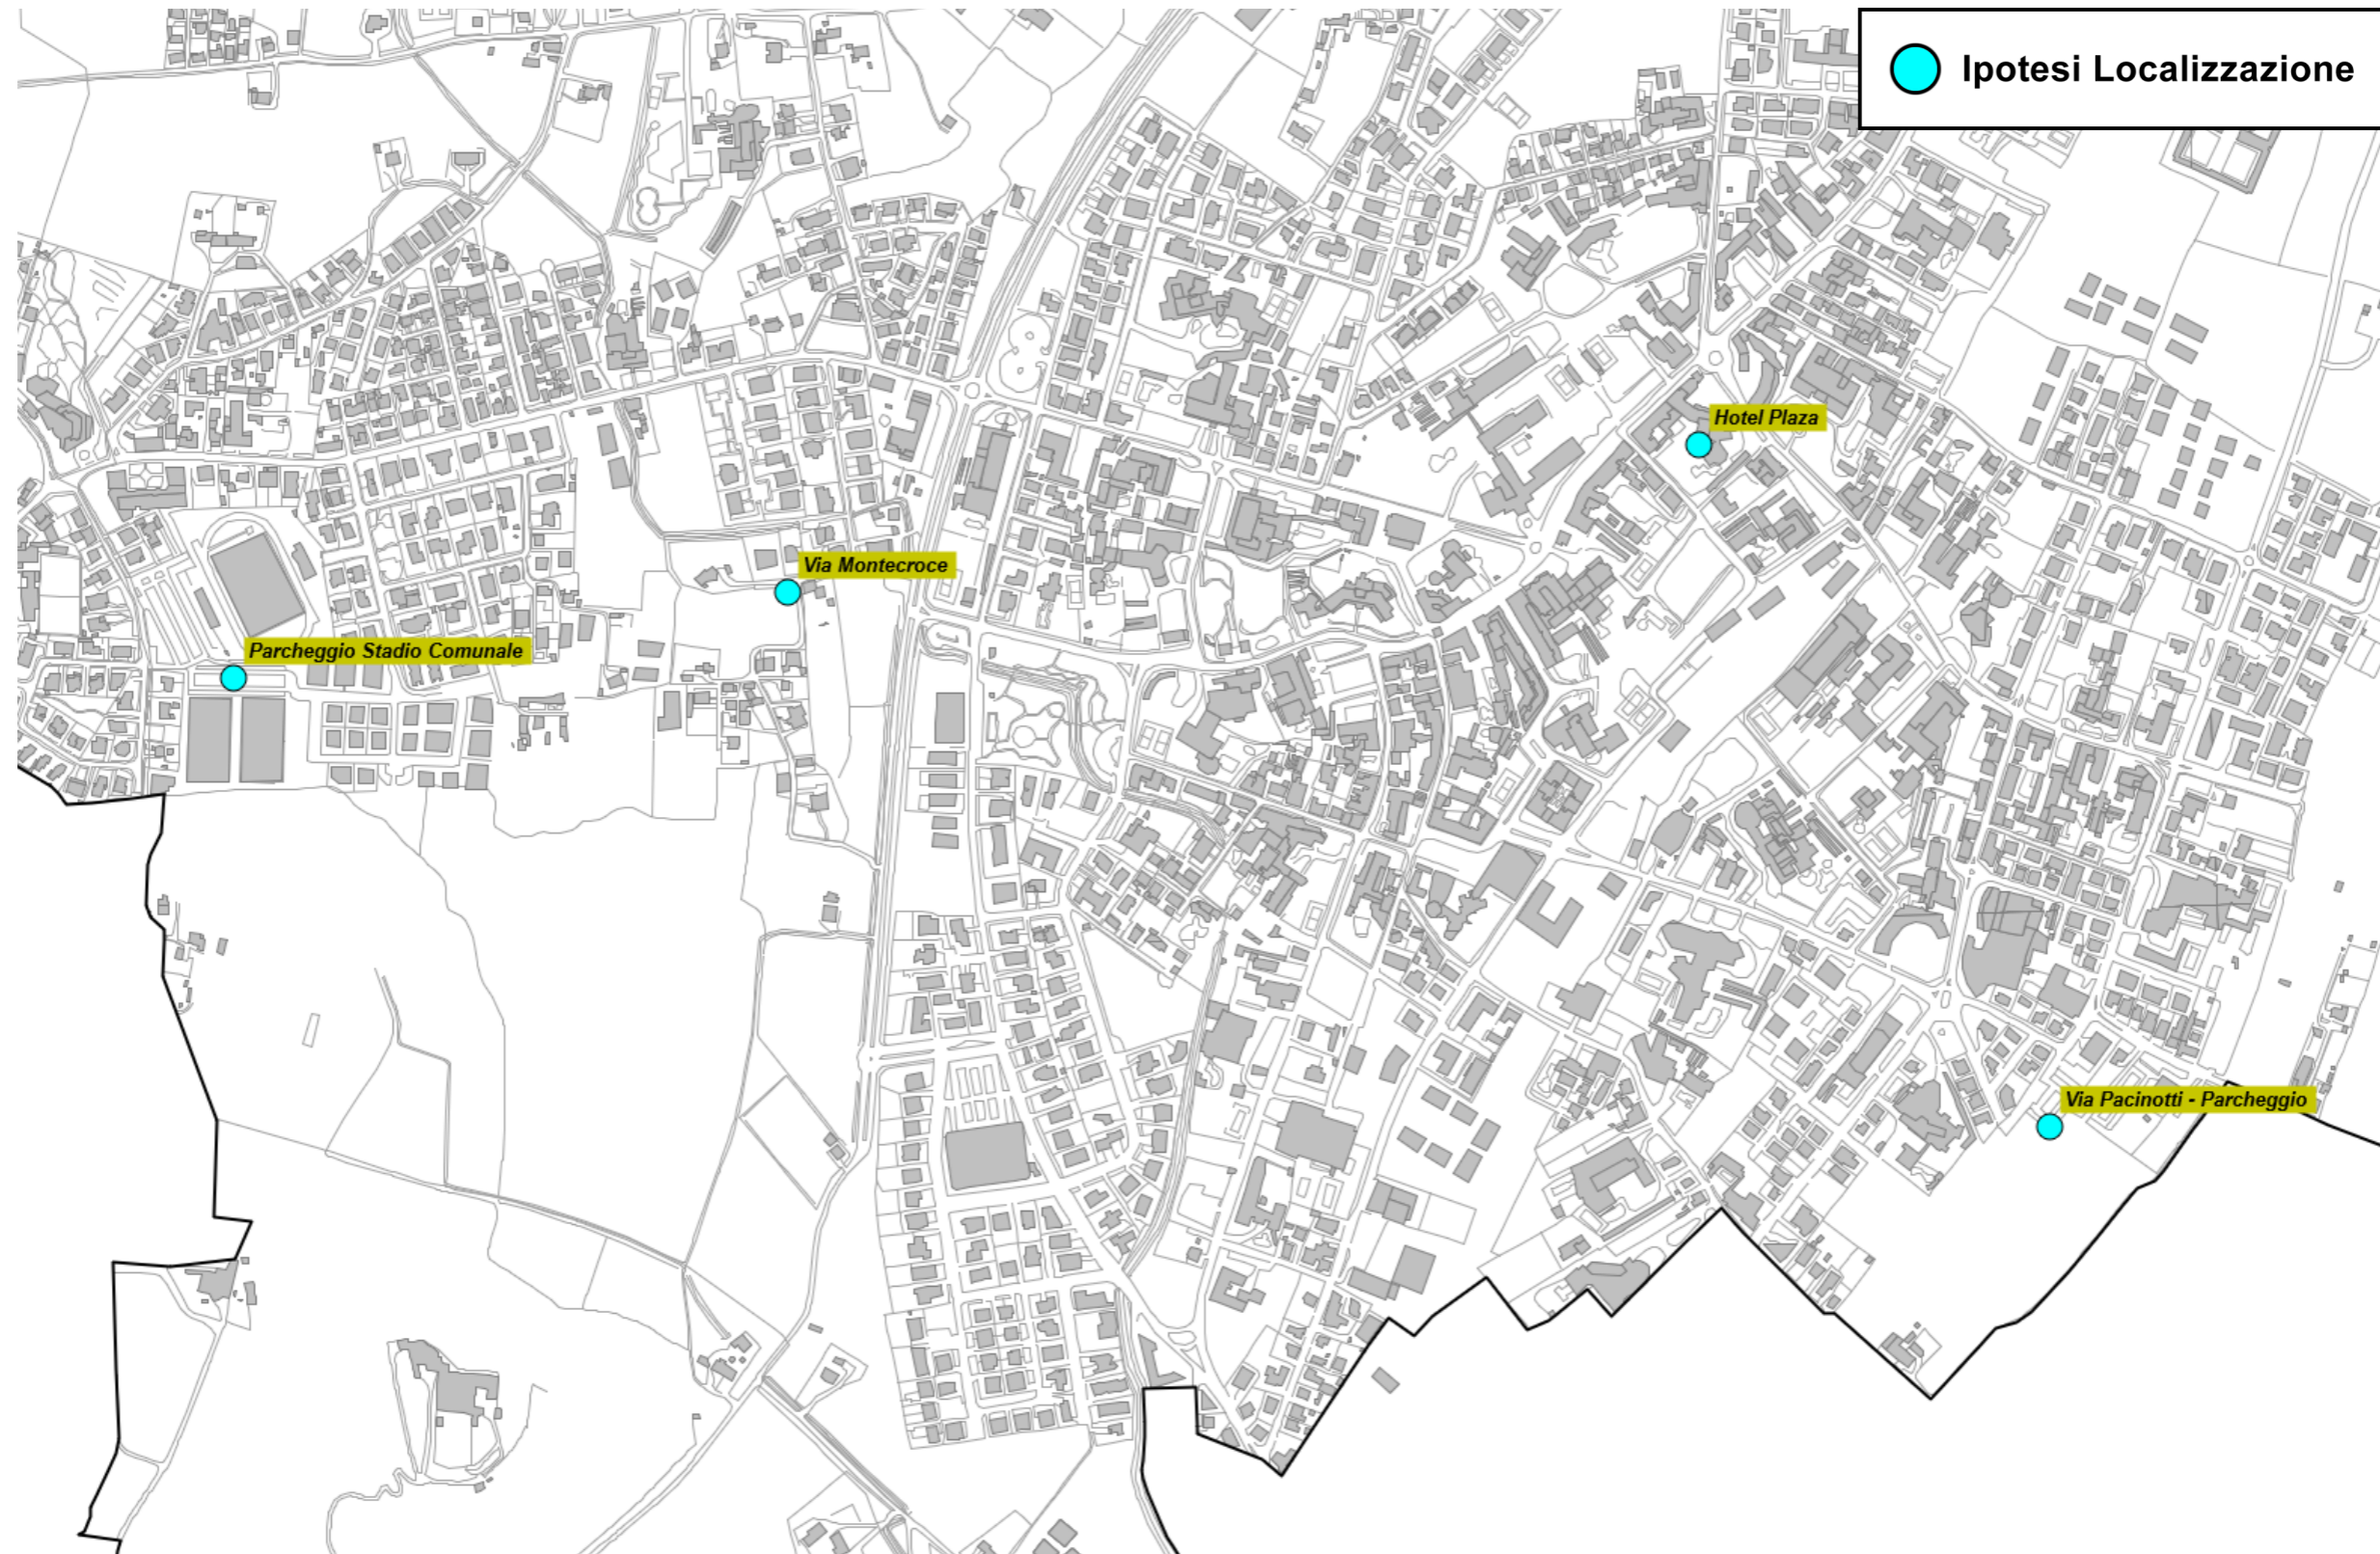 Ipotesi Localizzazione
Hotel Plaza
Via Montecroce
Parcheggio Stadio Comunale
Via Pacinotti - Parcheggio